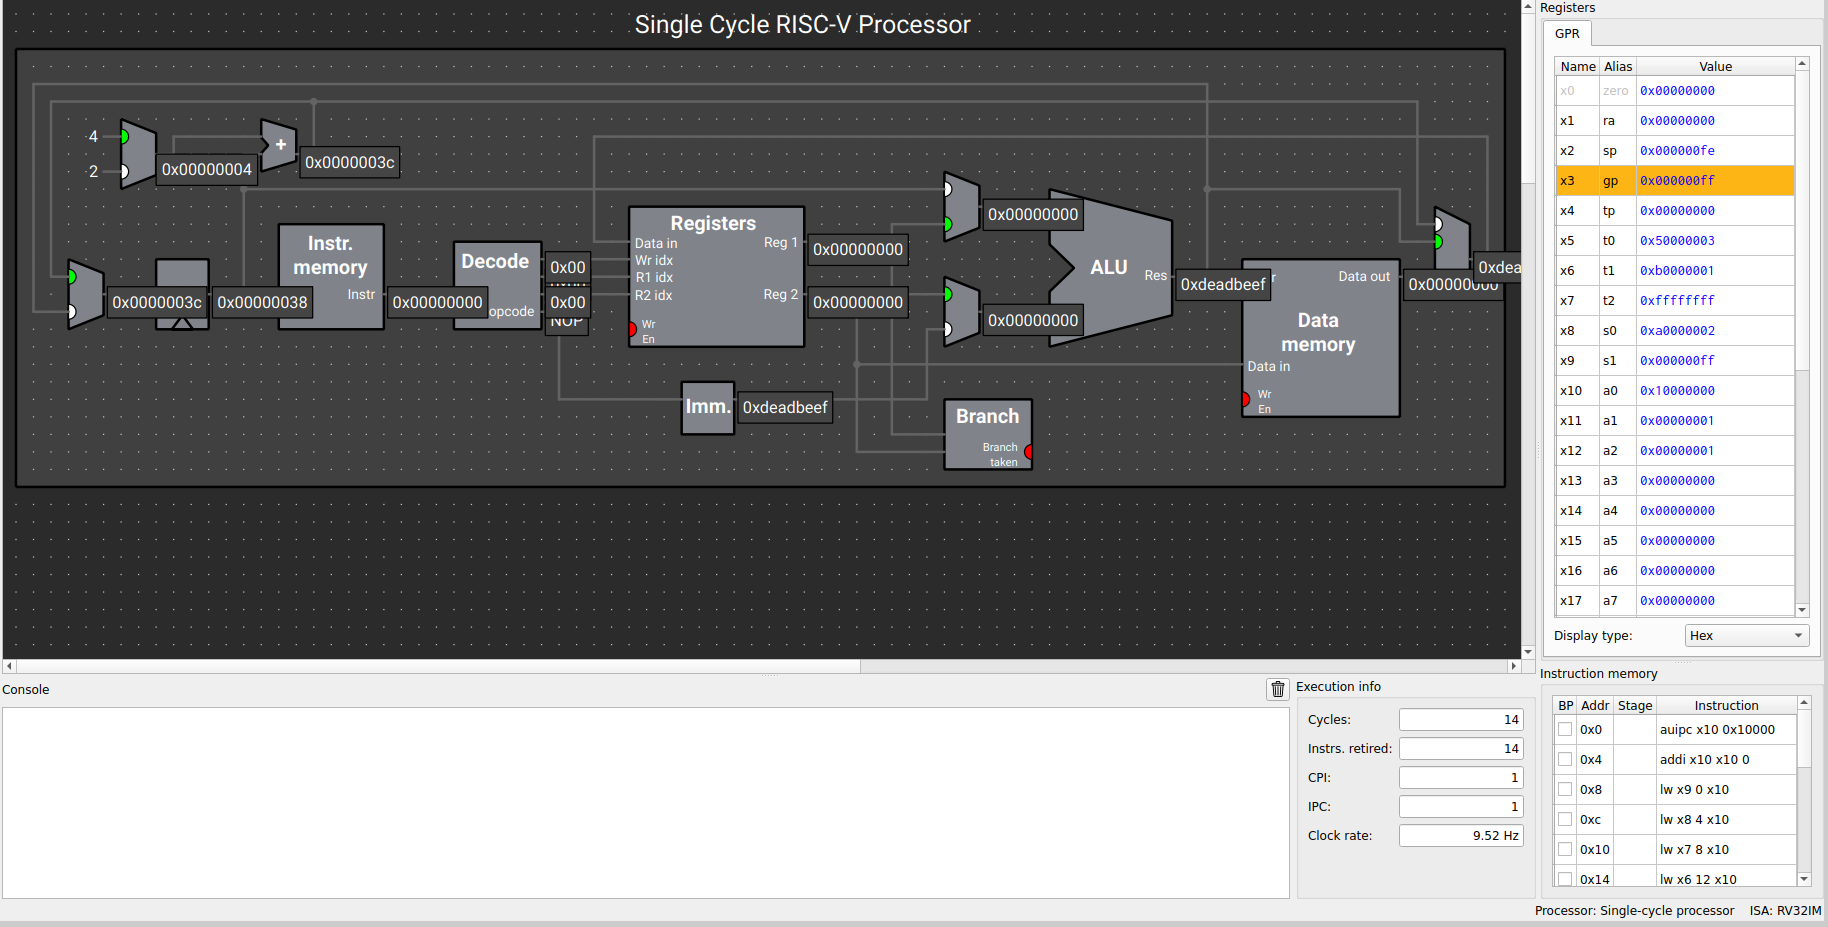 Single Cycle RISC-V Processor
4
2
0x00000004
+
0x0000003c
0x0000003c
0x00000038
Instr.
memory
Instr
0x00000000
Decode
opcode
0x00
0x00
NOP
Registers
Data in
Wr idx
R1 idx
R2 idx
Wr
En
Reg 1
Reg 2
0x00000000
0x00000000
Imm.
0xdeadbeef
0x00000000
0x00000000
ALU
Res
0xdeadbeef
Branch
Branch
taken
r
Data out
Data
memory
Data in
Wr
En
0x00000000
0xdea
Registers
GPR
Name Alias Value
x0 zero 0x00000000
x1 ra 0x00000000
x2 sp 0x000000fe
x3 gp 0x000000ff
x4 tp 0x00000000
x5 t0 0x50000003
x6 t1 0xb0000001
x7 t2 0xffffffff
x8 s0 0xa0000002
x9 s1 0x000000ff
x10 a0 0x10000000
x11 a1 0x00000001
x12 a2 0x00000001
x13 a3 0x00000000
x14 a4 0x00000000
x15 a5 0x00000000
x16 a6 0x00000000
x17 a7 0x00000000
Display type: Hex
Console
Execution info
Cycles: 14
Instrs. retired: 14
CPI: 1
IPC: 1
Clock rate: 9.52 Hz
Instruction memory
BP Addr Stage Instruction
0x0 auipc x10 0x10000
0x4 addi x10 x10 0
0x8 lw x9 0 x10
0xc lw x8 4 x10
0x10 lw x7 8 x10
0x14 lw x6 12 x10
Processor: Single-cycle processor ISA: RV32IM